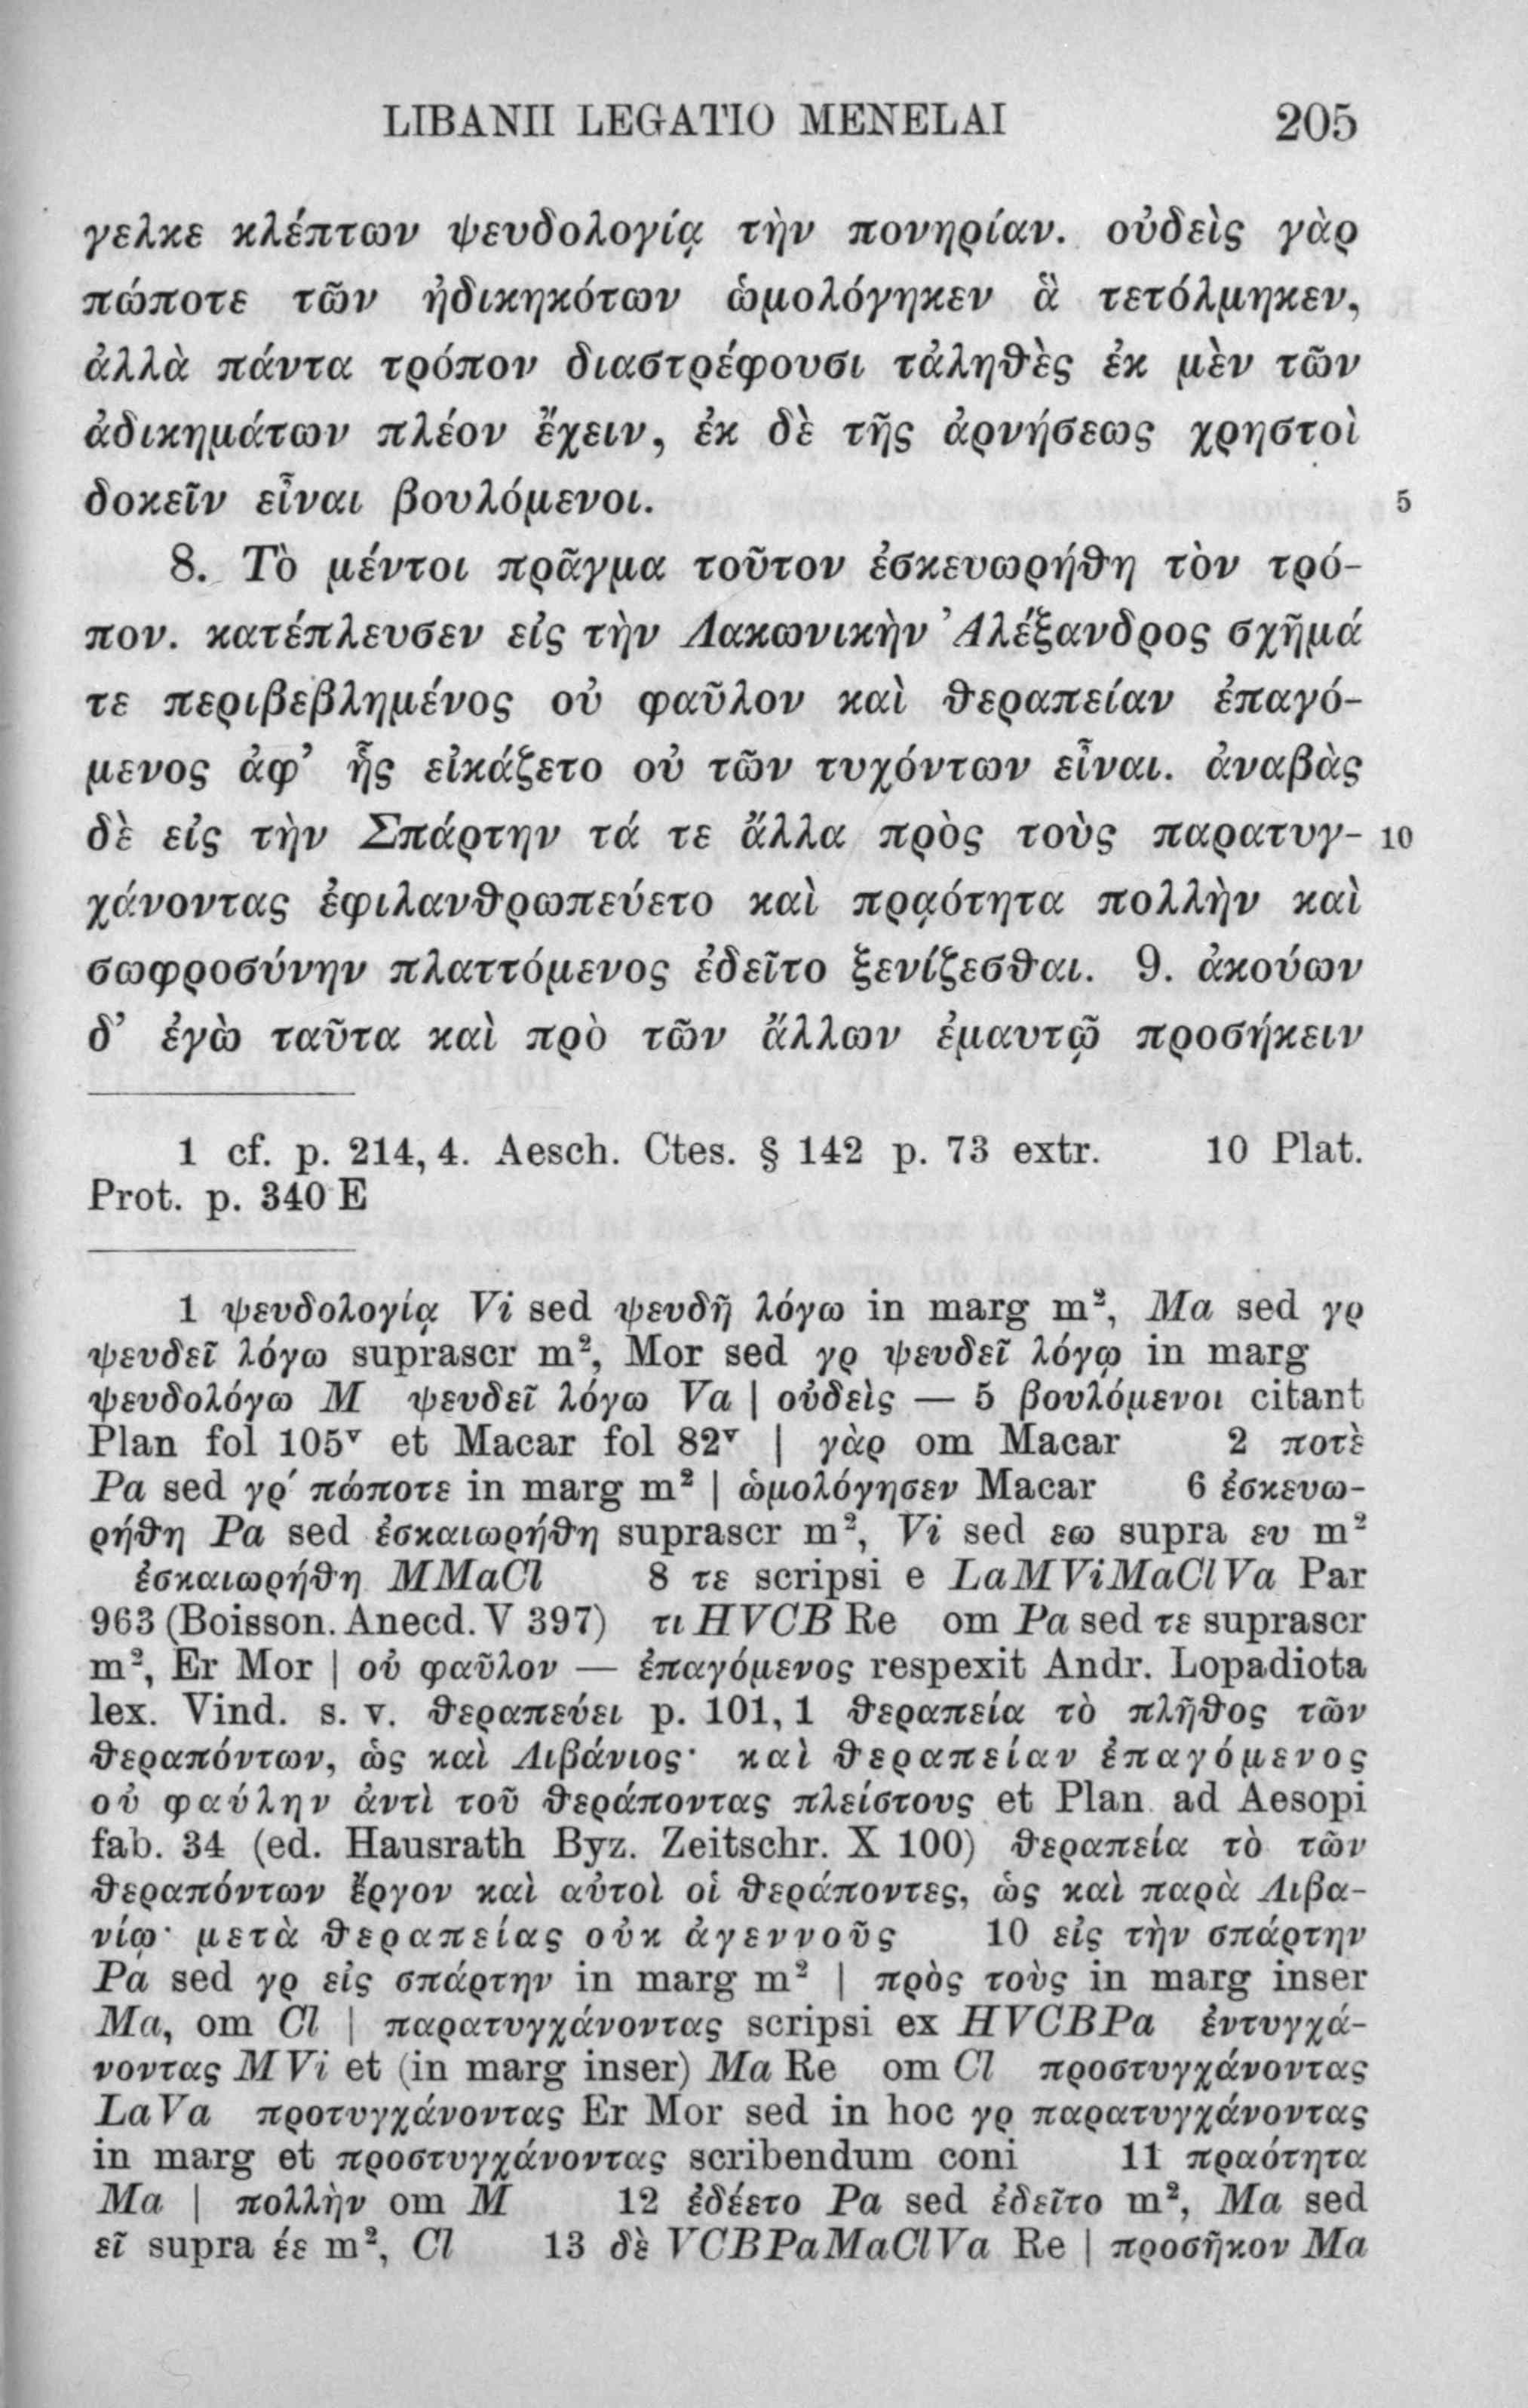 LIBANII LEGATIO MENELAI 205
γελκε κλέπτων ψευδολογίᾳ τὴν πονηρίαν. οὐδεὶς γὰρ
πώποτε τῶν ἠδικηκότων ὡμολόγηκεν ἃ τετόλμηκεν,
ἀλλὰ πάντα τρόπον διαστρέφουσι τἀληθὲς ἐκ μὲν τῶν
ἀδικημάτων πλέον ἔχειν, ἐκ δὲ τῆς ἀρνήσεως χρηστοὶ
δοκεῖν εἶναι βουλόμενοι. 5
8. Τὸ μέντοι πρᾶγμα τοῦτον ἐσκευωρήθη τὸν τρό-
πον. κατέπλευσεν εἰς τὴν Λακωνικὴν Ἀλέξανδρος σχῆμά
τε περιβεβλημένος οὐ φαῦλον καὶ θεραπείαν ἐπαγό-
μενος ἀφ’ ἧς εἰκάζετο οὐ τῶν τυχόντων εἶναι. ἀναβὰς
δὲ εἰς τὴν Σπάρτην τά τε ἄλλα πρὸς τοὺς παρατυγ- 10
χάνοντας ἐφιλανθρωπεύετο καὶ πρᾳότητα πολλὴν καὶ
σωφροσύνην πλαττόμενος ἐδεῖτο ξενίζεσθαι. 9. ἀκούων
δ’ ἐγὼ ταῦτα καὶ πρὸ τῶν ἄλλων ἐμαυτῷ προσήκειν
1 cf. p. 214, 4. Aesch. Ctes. § 142 p. 73 extr. 10 Plat.
Prot. p. 340 E
1 ψευδολογίᾳ Vi sed ψευδῆ λόγω in marg m², Ma sed γρ
ψευδεῖ λόγω suprascr m², Mor sed γρ ψευδεῖ λόγῳ in marg
ψευδολόγω M ψευδεῖ λόγω Va | οὐδεὶς — 5 βουλόμενοι citant
Plan fol 105ᵛ et Macar fol 82ᵛ | γὰρ om Macar 2 ποτὲ
Pa sed γρ´ πώποτε in marg m² | ὡμολόγησεν Macar 6 ἐσκευω-
ρήθη Pa sed ἐσκαιωρήθη suprascr m², Vi sed εω supra ευ m²
ἐσκαιωρήθη MMaCl 8 τε scripsi e LaMViMaClVa Par
963 (Boisson. Anecd. V 397) τι HVCB Re om Pa sed τε suprascr
m², Er Mor | οὐ φαῦλον — ἐπαγόμενος respexit Andr. Lopadiota
lex. Vind. s. v. θεραπεύει p. 101, 1 θεραπεία τὸ πλῆθος τῶν
θεραπόντων, ὡς καὶ Λιβάνιος· καὶ θεραπείαν ἐπαγόμενος
οὐ φαύλην ἀντὶ τοῦ θεράποντας πλείστους et Plan ad Aesopi
fab. 34 (ed. Hausrath Byz. Zeitschr. X 100) θεραπεία τὸ τῶν
θεραπόντων ἔργον καὶ αὐτοὶ οἱ θεράποντες, ὡς καὶ παρὰ Λιβα-
νίῳ· μετὰ θεραπείας οὐκ ἀγεννοῦς 10 εἰς τὴν σπάρτην
Pa sed γρ εἰς σπάρτην in marg m² | πρὸς τοὺς in marg inser
Ma, om Cl | παρατυγχάνοντας scripsi ex HVCBPa ἐντυγχά-
νοντας MVi et (in marg inser) Ma Re om Cl προστυγχάνοντας
LaVa προτυγχάνοντας Er Mor sed in hoc γρ παρατυγχάνοντας
in marg et προστυγχάνοντας scribendum coni 11 πραότητα
Ma | πολλὴν om M 12 ἐδέετο Pa sed ἐδεῖτο m², Ma sed
εῖ supra έε m², Cl 13 δὲ VCBPaMaClVa Re | προσῆκον Ma